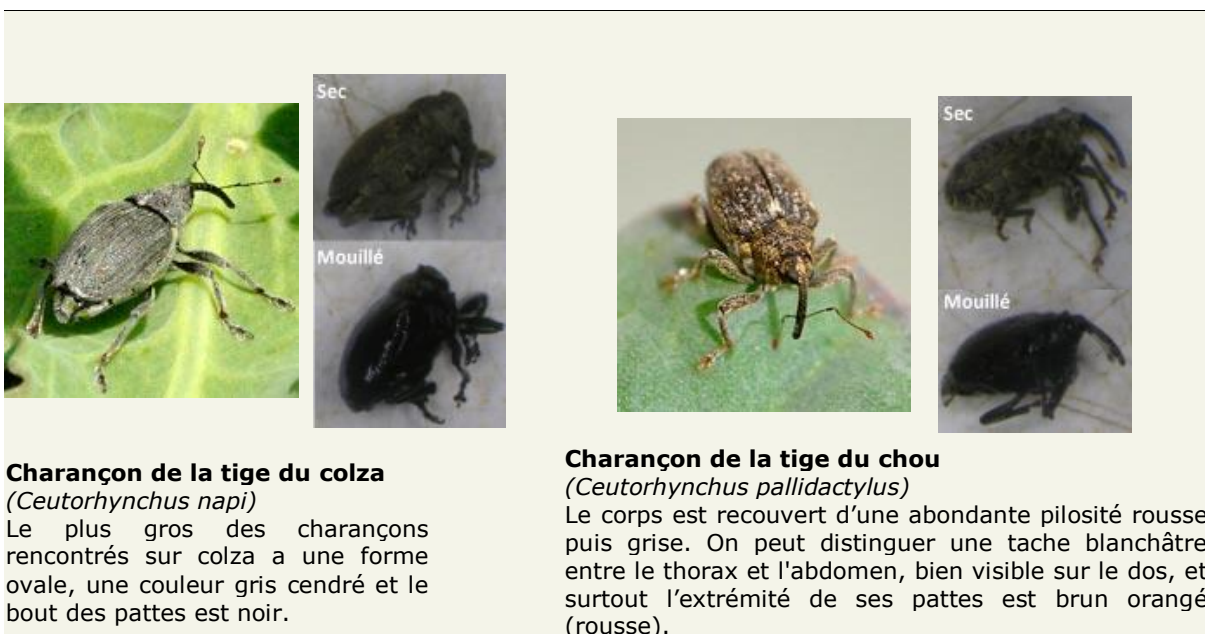 Sec
Mouillé
Charançon de la tige du colza
(Ceutorhynchus napi)
Le plus gros des charançons
rencontrés sur colza a une forme
ovale, une couleur gris cendré et le
bout des pattes est noir.
Sec
Mouillé
Charançon de la tige du chou
(Ceutorhynchus pallidactylus)
Le corps est recouvert d’une abondante pilosité rousse
puis grise. On peut distinguer une tache blanchâtre
entre le thorax et l'abdomen, bien visible sur le dos, et
surtout l’extrémité de ses pattes est brun orangé
(rousse).